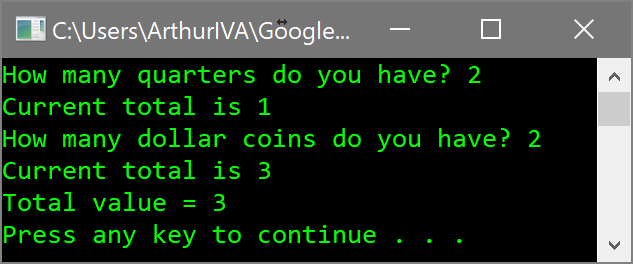 C:\Users\ArthurIVA\Google...
How many quarters do you have? 2
Current total is 1
How many dollar coins do you have? 2
Current total is 3
Total value = 3
Press any key to continue . . .